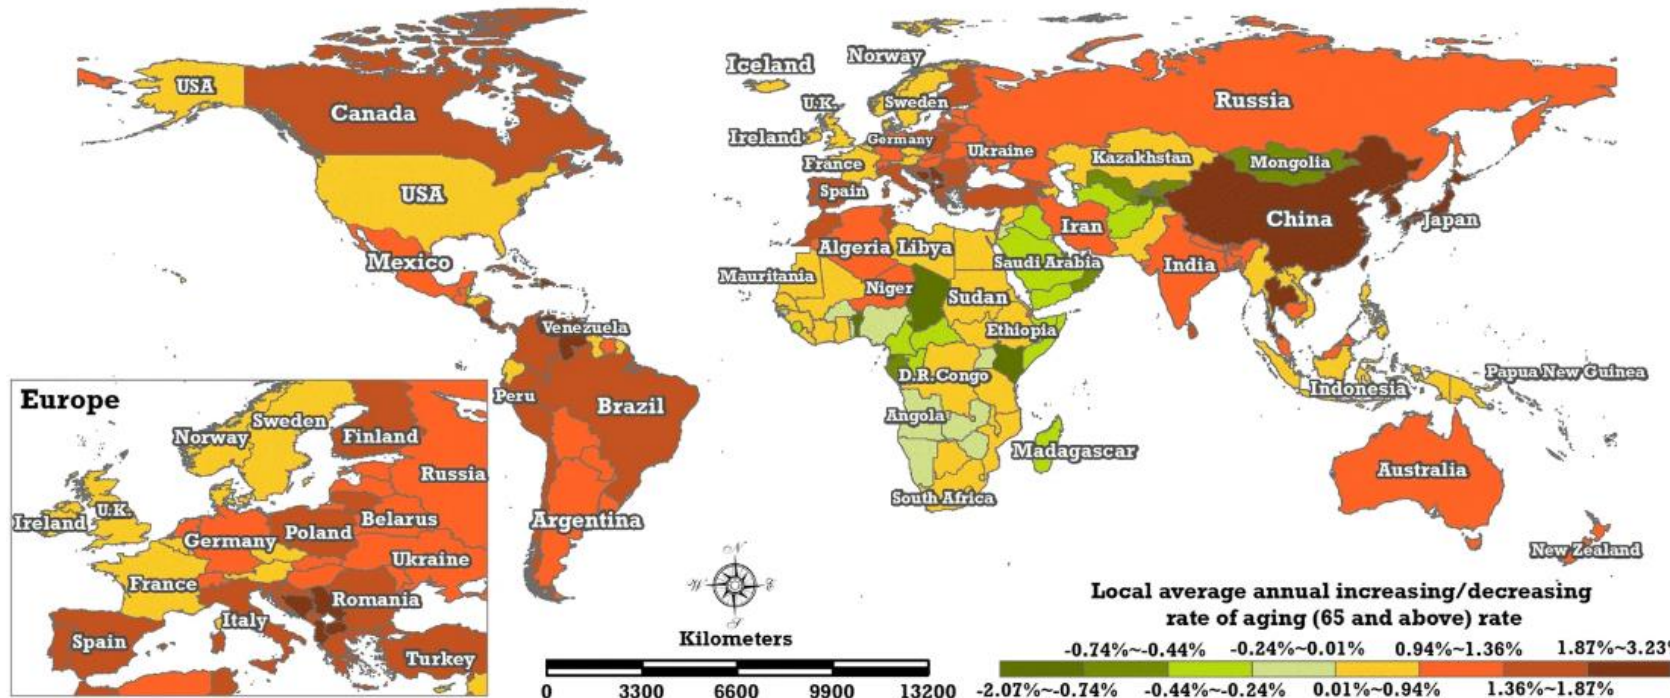 Iceland
Norway
USA
Canada
U.K.
Sweden
Russia
Ireland
Germany
Ukraine
France
Kazakhstan
Mongolia
Spain
USA
China
Japan
Mexico
Algeria
Libya
Iran
Mauritania
Saudi Arabia
India
Niger
Sudan
Venezuela
Ethiopia
D.R.Congo
Papua New Guinea
Indonesia
Peru
Brazil
Angola
Madagascar
Australia
South Africa
Argentina
New Zealand
Europe
Sweden
Norway
Finland
Russia
Ireland
U.K.
Belarus
Germany
Poland
Ukraine
France
Romania
Italy
Spain
Turkey
N
W
E
S
Kilometers
0 3300 6600 9900 13200
Local average annual increasing/decreasing
rate of aging (65 and above) rate
-0.74%~-0.44% -0.24%~-0.01% 0.94%~1.36% 1.87%~3.23%
-2.07%~-0.74% -0.44%~-0.24% 0.01%~0.94% 1.36%~1.87%